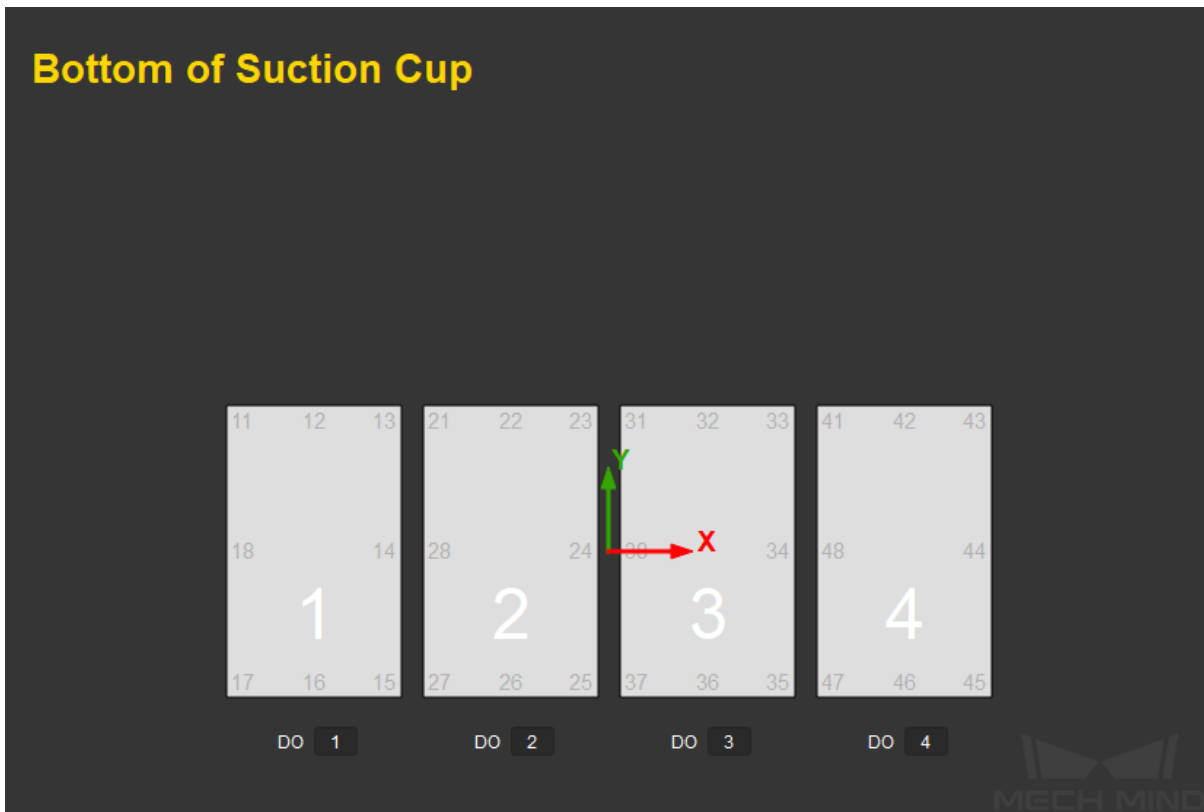 Bottom of Suction Cup
11 12 13 21 22 23 31 32 33 41 42 43
Y
18 14 28 24 38 X 34 48 44
1 2 3 4
17 16 15 27 26 25 37 36 35 47 46 45
DO 1 DO 2 DO 3 DO 4
MECH MIND